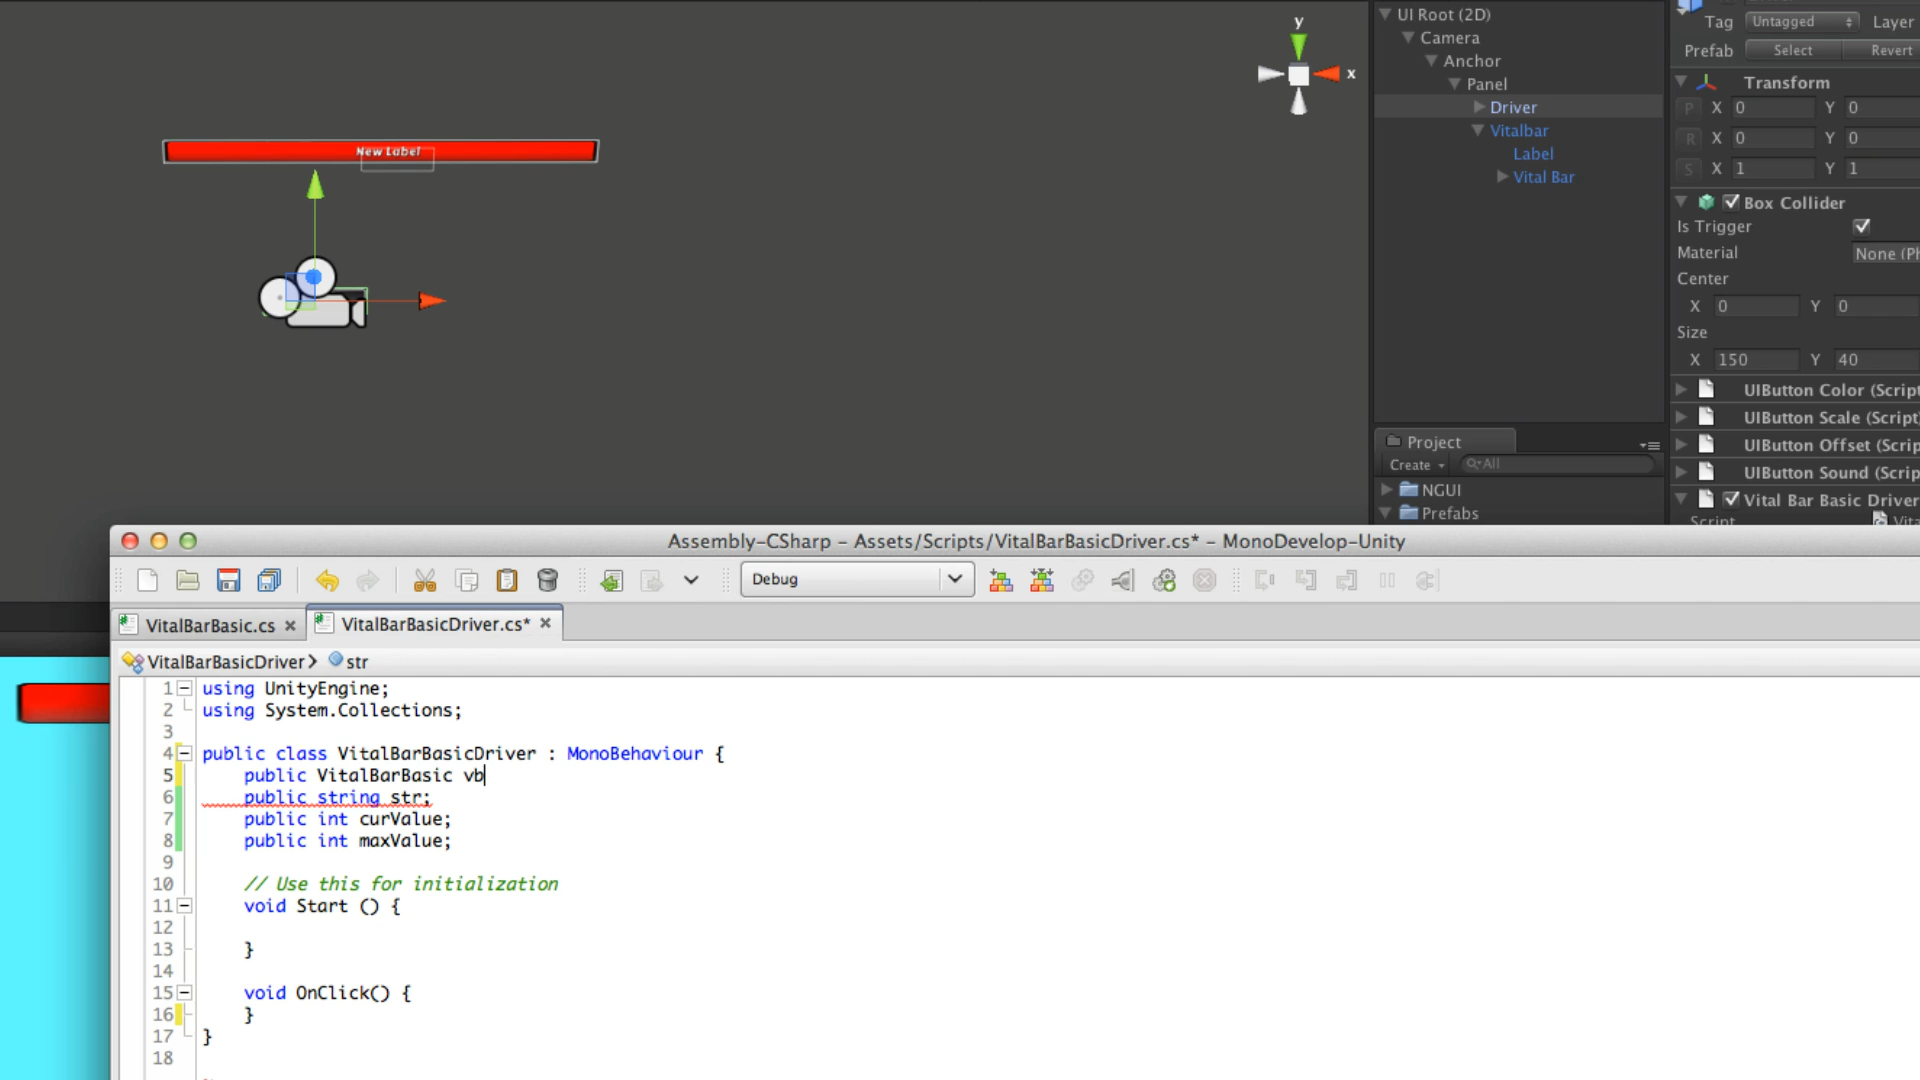 y
x
New Label
UI Root (2D)
Camera
Anchor
Panel
Driver
Vitalbar
Label
Vital Bar
Project
Create
All
NGUI
Prefabs
Tag Untagged Layer
Prefab Select Revert
Transform
P X 0 Y 0
R X 0 Y 0
S X 1 Y 1
Box Collider
Is Trigger
Material None (Ph
Center
X 0 Y 0
Size
X 150 Y 40
UIButton Color (Script
UIButton Scale (Script
UIButton Offset (Scrip
UIButton Sound (Scrip
Vital Bar Basic Driver
Script Vita
Assembly-CSharp – Assets/Scripts/VitalBarBasicDriver.cs* – MonoDevelop-Unity
Debug
VitalBarBasic.cs VitalBarBasicDriver.cs*
VitalBarBasicDriver str
1 using UnityEngine;
2 using System.Collections;
3
4 public class VitalBarBasicDriver : MonoBehaviour {
5 public VitalBarBasic vb
6 public string str;
7 public int curValue;
8 public int maxValue;
9
10 // Use this for initialization
11 void Start () {
12
13 }
14
15 void OnClick() {
16 }
17 }
18